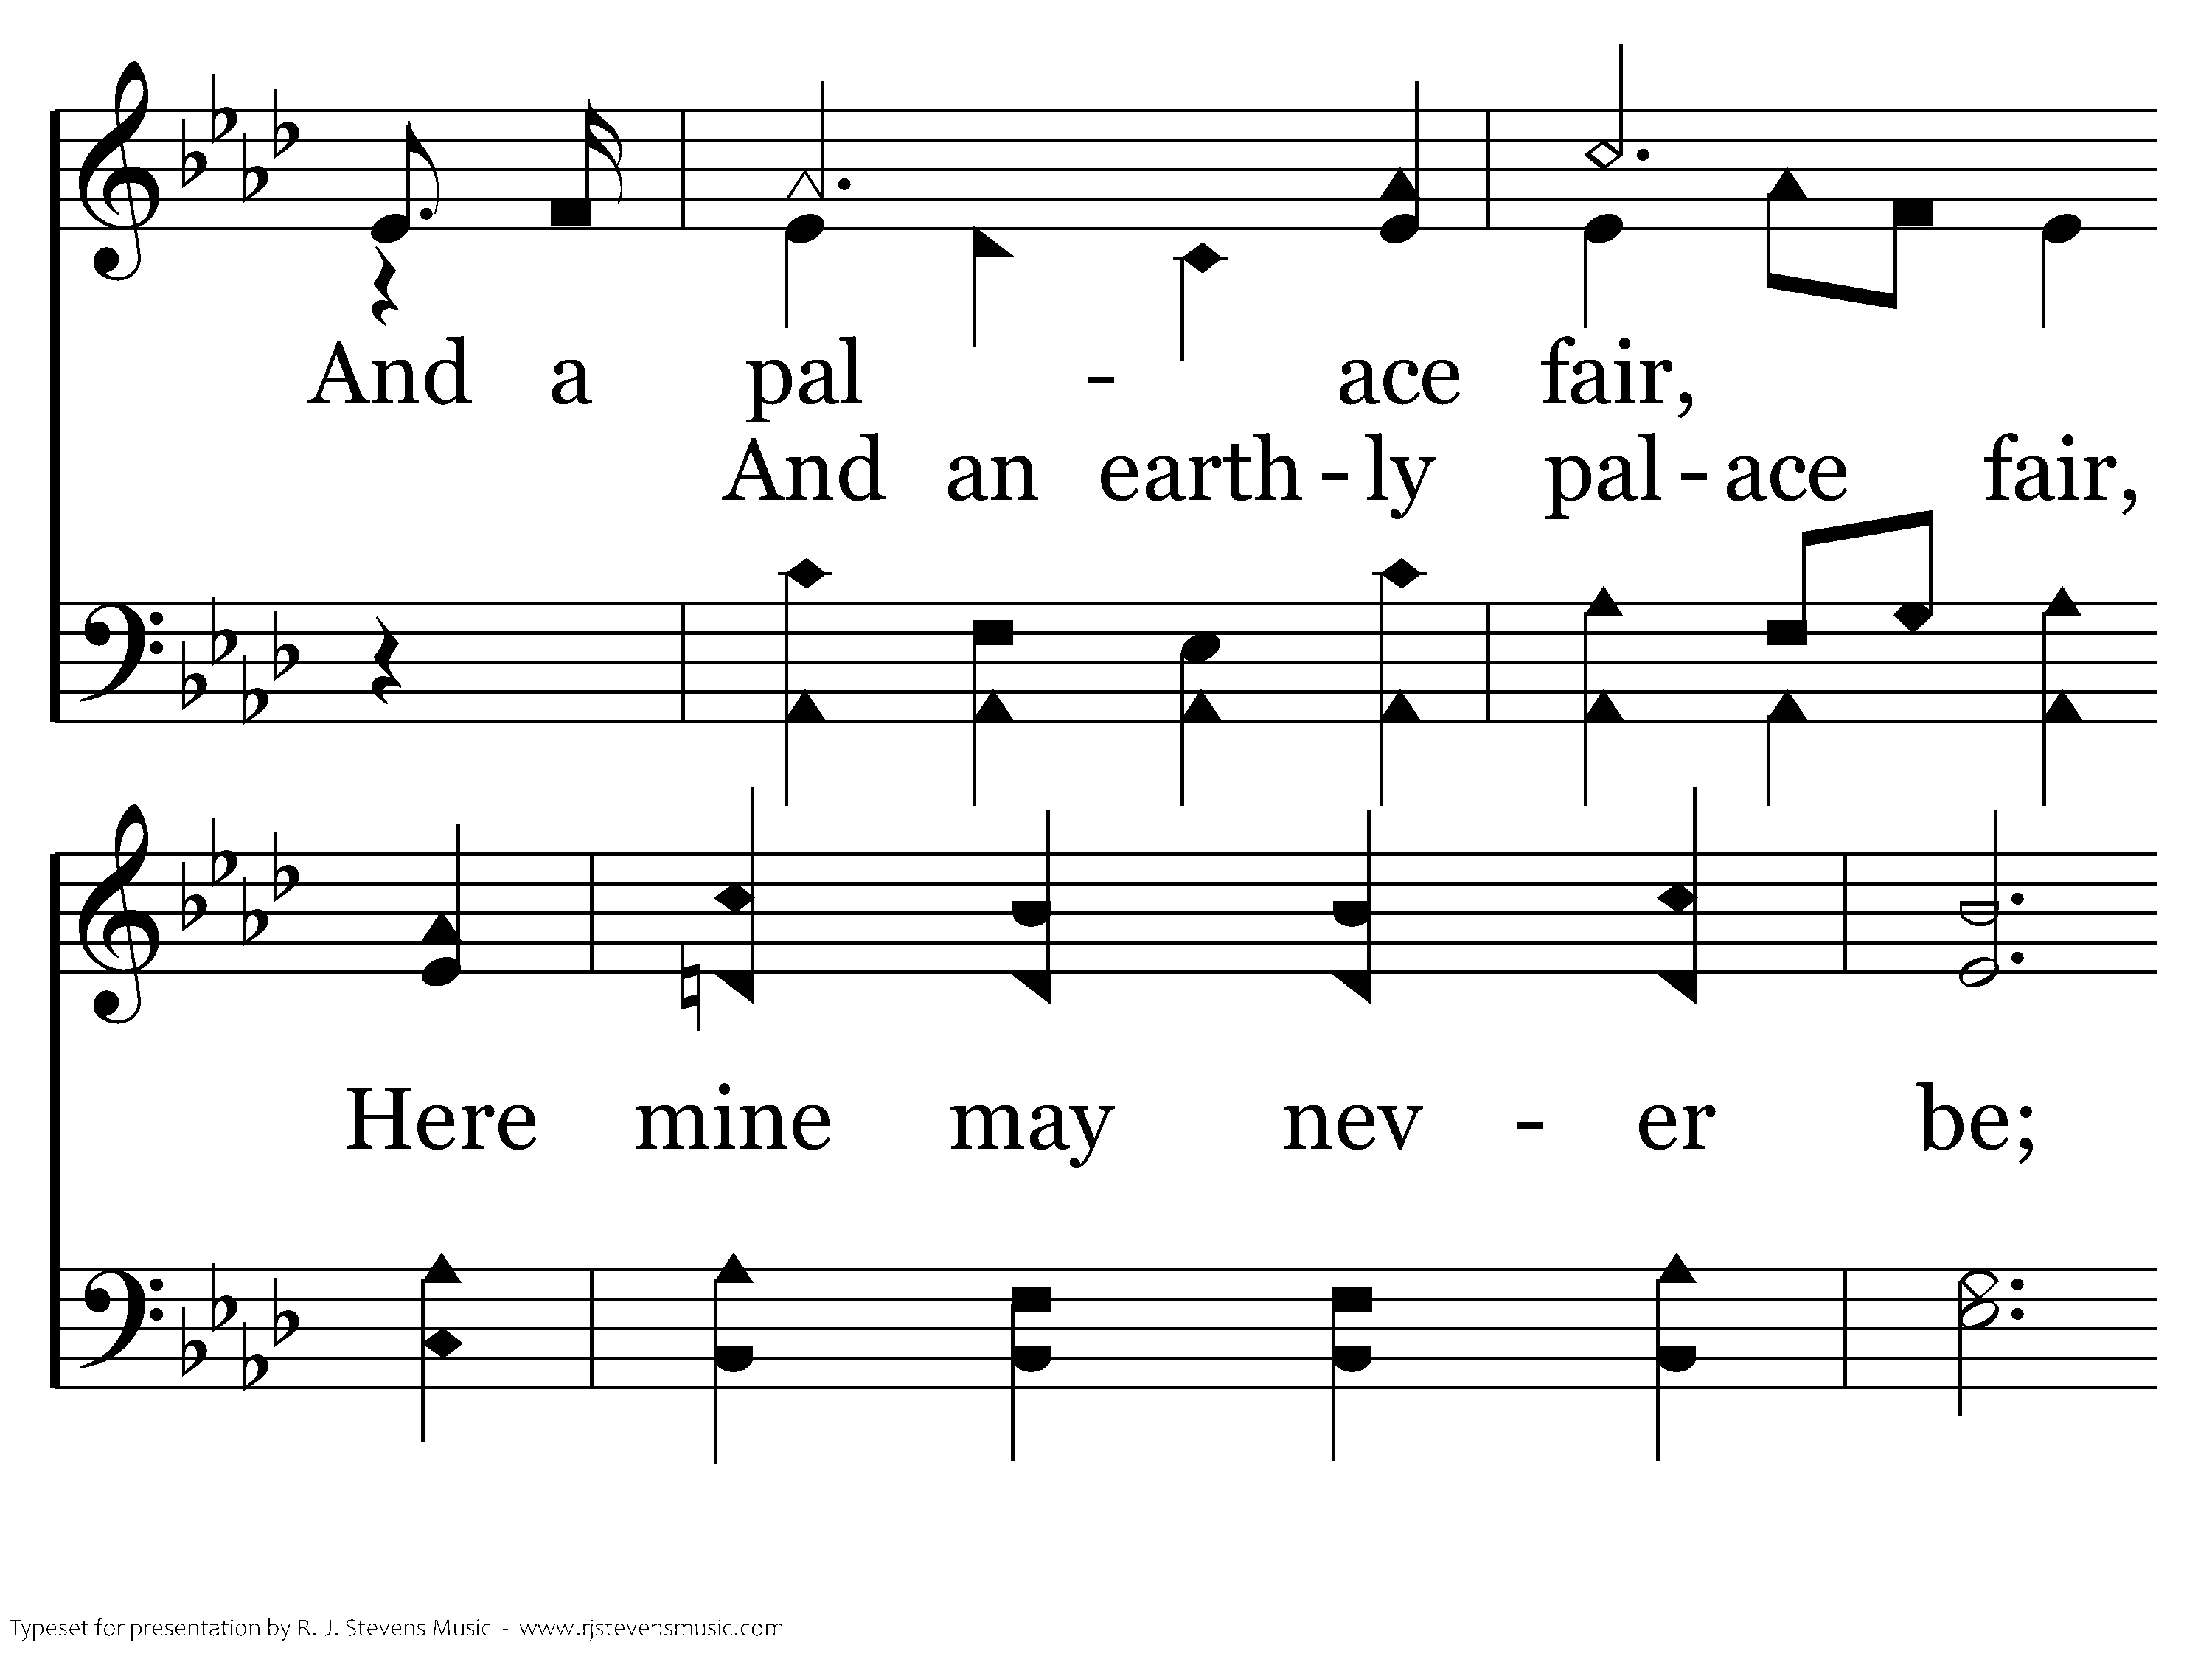 And a pal - ace fair,
And an earth - ly pal - ace fair,
Here mine may nev - er be;
Typeset for presentation by R. J. Stevens Music - www.rjstevensmusic.com